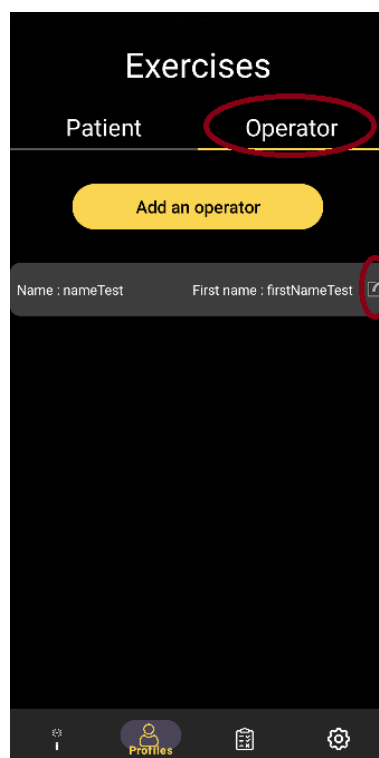 Exercises
Patient Operator
Add an operator
Name : nameTest First name : firstNameTest
Profiles